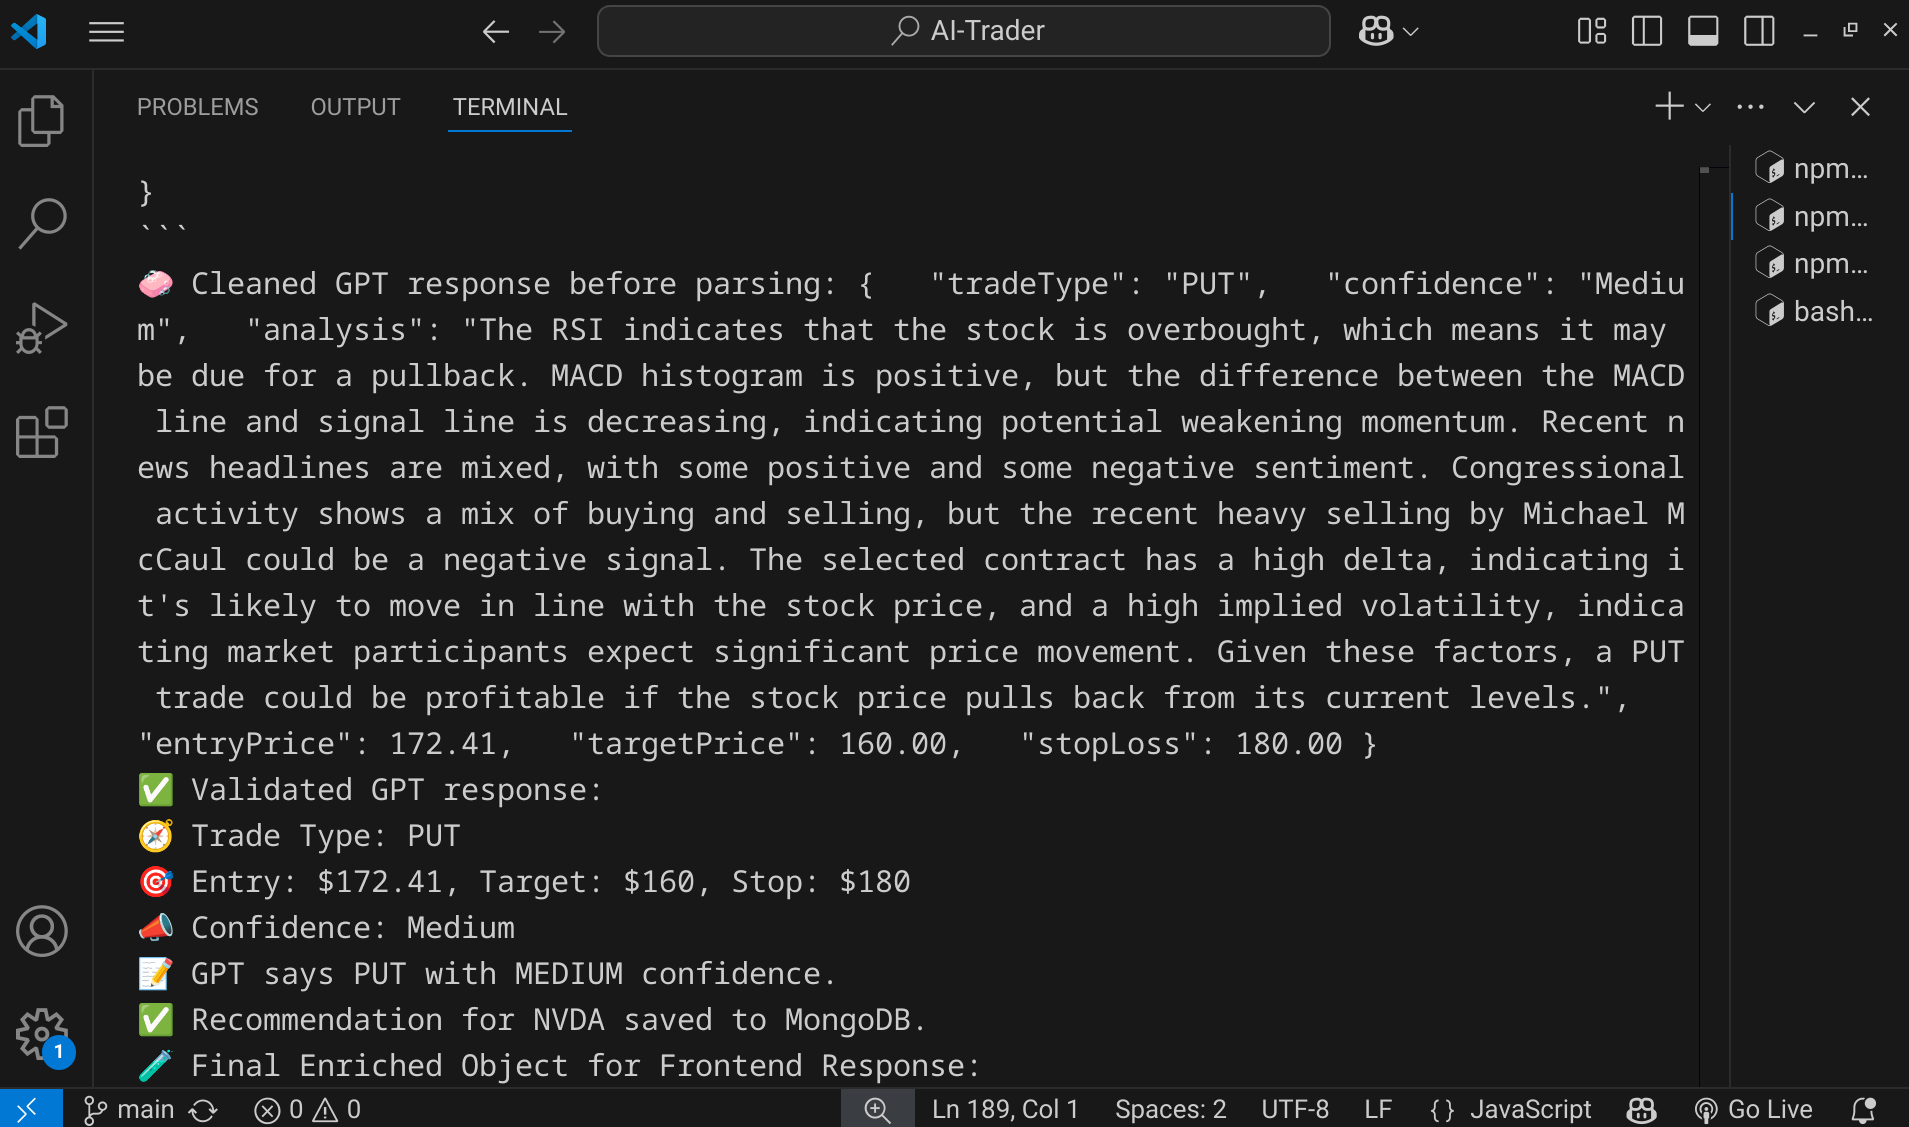 AI-Trader
PROBLEMS OUTPUT TERMINAL
}
```
🧼 Cleaned GPT response before parsing: {   "tradeType": "PUT",   "confidence": "Mediu
m",   "analysis": "The RSI indicates that the stock is overbought, which means it may
be due for a pullback. MACD histogram is positive, but the difference between the MACD
 line and signal line is decreasing, indicating potential weakening momentum. Recent n
ews headlines are mixed, with some positive and some negative sentiment. Congressional
 activity shows a mix of buying and selling, but the recent heavy selling by Michael M
cCaul could be a negative signal. The selected contract has a high delta, indicating i
t's likely to move in line with the stock price, and a high implied volatility, indica
ting market participants expect significant price movement. Given these factors, a PUT
 trade could be profitable if the stock price pulls back from its current levels.",
"entryPrice": 172.41,   "targetPrice": 160.00,   "stopLoss": 180.00 }
✅ Validated GPT response:
🧭 Trade Type: PUT
🎯 Entry: $172.41, Target: $160, Stop: $180
📣 Confidence: Medium
📝 GPT says PUT with MEDIUM confidence.
✅ Recommendation for NVDA saved to MongoDB.
🧪 Final Enriched Object for Frontend Response:
npm...
npm...
npm...
bash...
1
main 0 0 Ln 189, Col 1 Spaces: 2 UTF-8 LF {} JavaScript Go Live